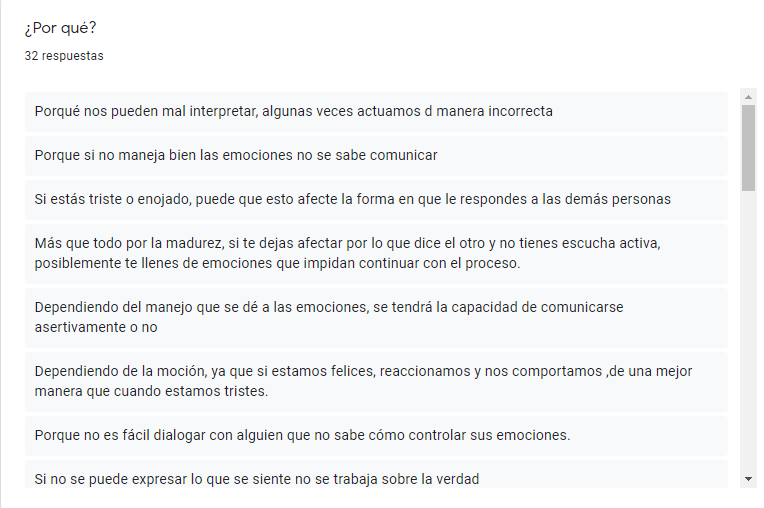 ¿Por qué?
32 respuestas
Porqué nos pueden mal interpretar, algunas veces actuamos d manera incorrecta
Porque si no maneja bien las emociones no se sabe comunicar
Si estás triste o enojado, puede que esto afecte la forma en que le respondes a las demás personas
Más que todo por la madurez, si te dejas afectar por lo que dice el otro y no tienes escucha activa,
posiblemente te llenes de emociones que impidan continuar con el proceso.
Dependiendo del manejo que se dé a las emociones, se tendrá la capacidad de comunicarse
asertivamente o no
Dependiendo de la moción, ya que si estamos felices, reaccionamos y nos comportamos ,de una mejor
manera que cuando estamos tristes.
Porque no es fácil dialogar con alguien que no sabe cómo controlar sus emociones.
Si no se puede expresar lo que se siente no se trabaja sobre la verdad